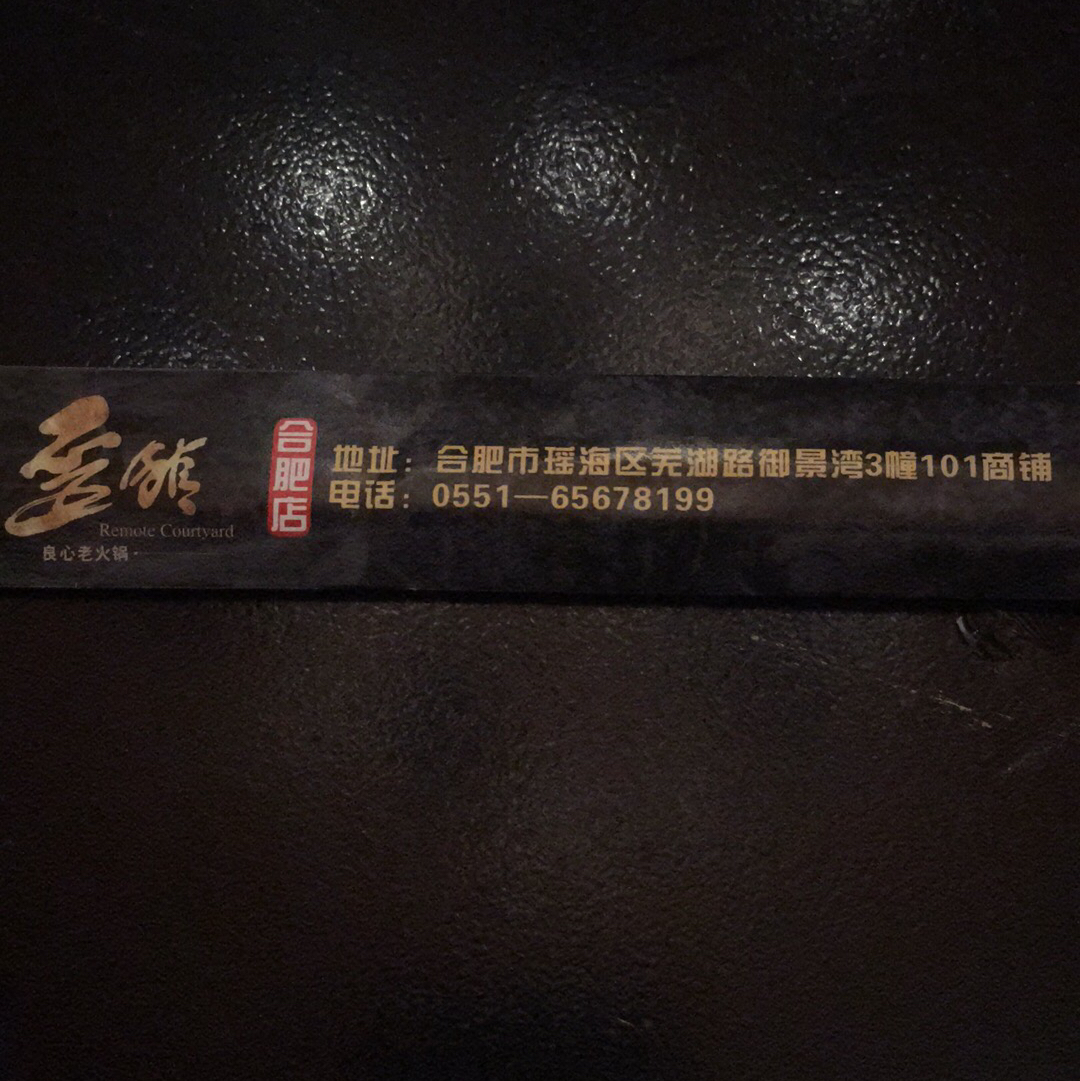 Remote Courtyard
良心老火锅
合肥店
地址：合肥市瑶海区芜湖路御景湾3幢101商铺
电话：0551—65678199